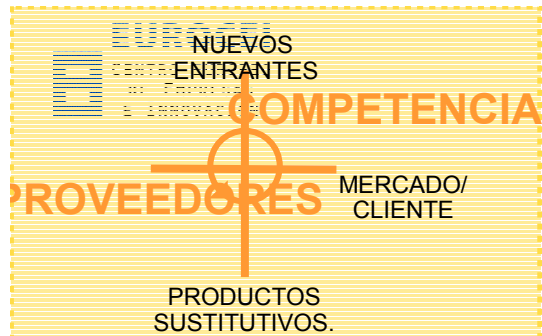 EUROCEI
NUEVOS
ENTRANTES
COMPETENCIA
PROVEEDORES
MERCADO/
CLIENTE
PRODUCTOS
SUSTITUTIVOS.